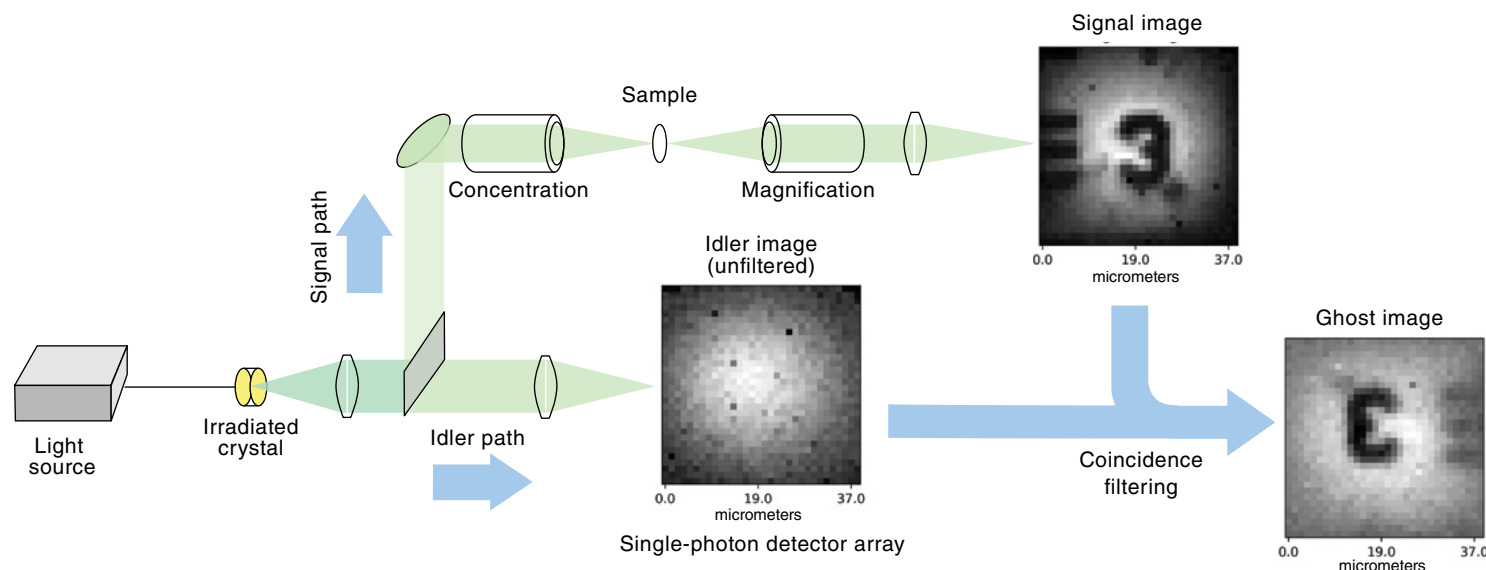 Signal image
Sample
Concentration
Magnification
Signal path
0.0 19.0 37.0
micrometers
Idler image
(unfiltered)
Ghost image
Light
source
Irradiated
crystal
Idler path
0.0 19.0 37.0
micrometers
Single-photon detector array
Coincidence
filtering
0.0 19.0 37.0
micrometers